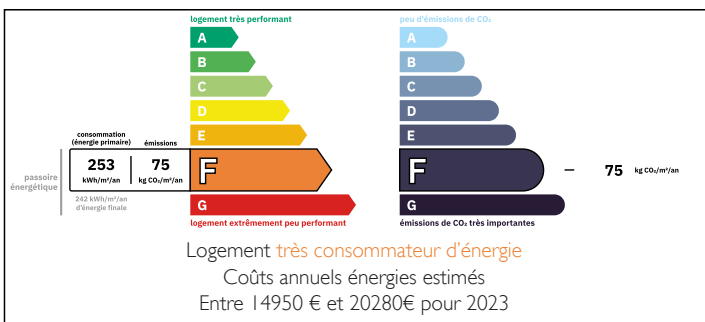 logement très performant
A
B
C
D
E
consommation
(énergie primaire)
émissions
passoire
énergétique
253
kWh/m²/an
75
kg CO₂/m²/an
F
242 kWh/m²/an
d'énergie finale
G
logement extrêmement peu performant
peu d'émissions de CO₂
A
B
C
D
E
F
75 kg CO₂/m²/an
G
émissions de CO₂ très importantes
Logement très consommateur d'énergie
Coûts annuels énergies estimés
Entre 14950 € et 20280€ pour 2023